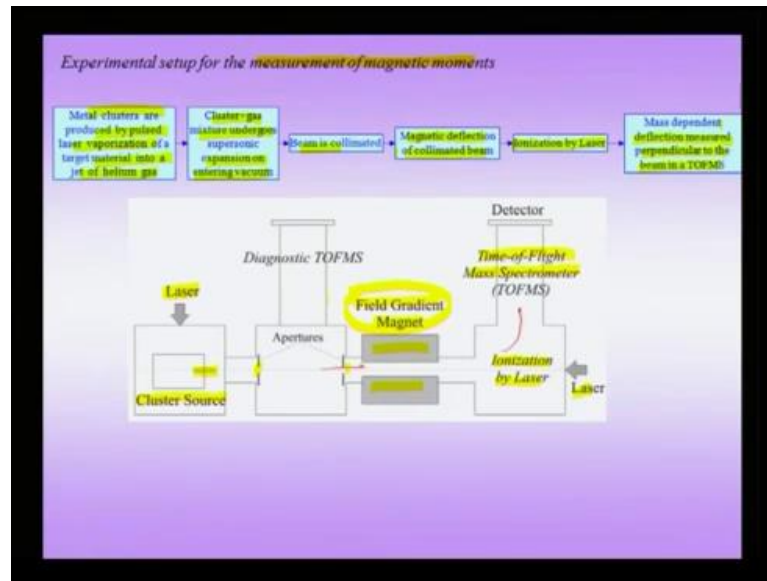 Experimental setup for the measurement of magnetic moments
Metal clusters are
produced by pulsed
laser vaporization of a
target material into a
jet of helium gas
Cluster-gas
mixture undergoes
supersonic
expansion on
entering vacuum
Beam is collimated
Magnetic deflection
of collimated beam
Ionization by Laser
Mass dependent
deflection measured
perpendicular to the
beam in a TOFMS
Detector
Diagnostic TOFMS
Time-of-Flight
Mass Spectrometer
(TOFMS)
Laser
Field Gradient
Magnet
Apertures
Ionization
by Laser
Laser
Cluster Source